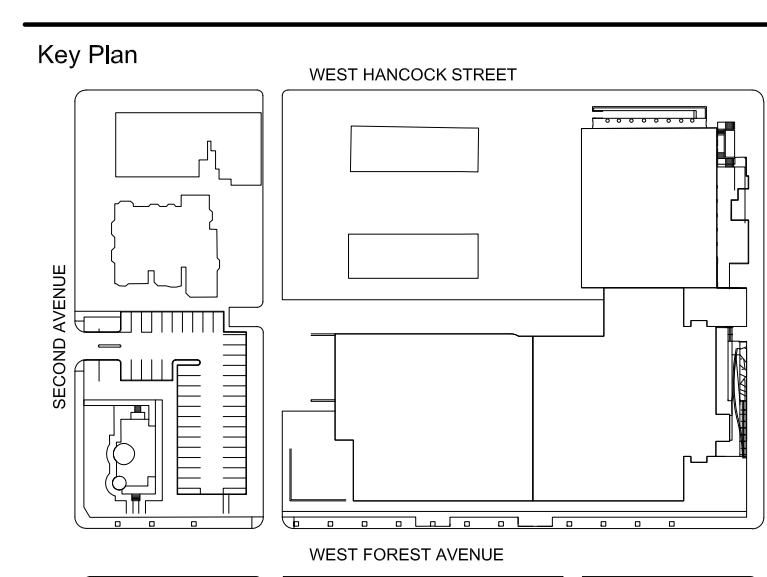 Key Plan
WEST HANCOCK STREET
SECOND AVENUE
WEST FOREST AVENUE